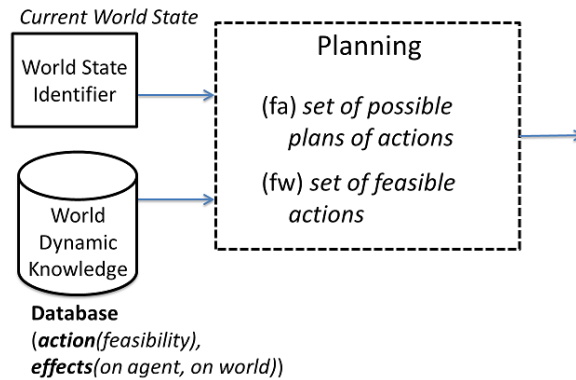 Current World State
World State
Identifier
Planning
(fa) set of possible
plans of actions
(fw) set of feasible
actions
World
Dynamic
Knowledge
Database
(action(feasibility),
effects(on agent, on world))